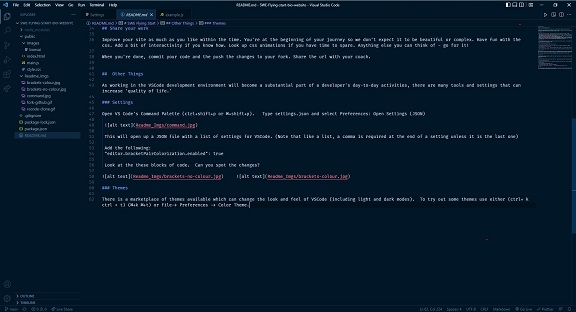 File Edit Selection View Go Run Terminal Help
README.md - SWE-Flying-start-bio-website - Visual Studio Code
EXPLORER
Settings
README.md M
example.js
SWE-FLYING-START-BIO-WEBSITE
README.md > # SWE Flying Start > ## Other Things > ### Themes
node_modules
public
images
favicon
index.html
main.js
style.css
Readme_Imgs
brackets-colour.jpg
brackets-no-colour.jpg
command.jpg
fork-github.gif
vscode-clone.gif
.gitignore
package-lock.json
package.json
README.md
## Share your work
Improve your site as much as you like within the time. You're at the beginning of your journey so we don't expect it to be beautiful or complex. Have fun with the
css. Add a bit of interactivity if you know how. Look up css animations if you have time to spare. Anything else you can think of - go for it!
When you're done, commit your code and the push the changes to your fork. Share the url with your coach.
## Other Things
As working in the VSCode development environment will become a substantial part of a developer's day-to-day activities, there are many tools and settings that can
increase 'quality of life.'
### Settings
Open VS Code's Command Palette (ctrl+shift+p or ⌘+shift+p). Type settings.json and select Preferences: Open Settings (JSON)
![alt text](Readme_Imgs/command.jpg)
This will open up a JSON file with a list of settings for VSCode. (Note that like a list, a comma is required at the end of a setting unless it is the last one)
Add the following:
"editor.bracketPairColorization.enabled": true
Look at the these blocks of code. Can you spot the changes?
![alt text](Readme_Imgs/brackets-no-colour.jpg) ![alt text](Readme_Imgs/brackets-colour.jpg)
### Themes
There is a marketplace of themes available which can change the look and feel of VSCode (including light and dark modes). To try out some themes use either (ctrl+ k
ctrl + t) (⌘+k ⌘+t) or File-> Preferences -> Color Theme.
OUTLINE
TIMELINE